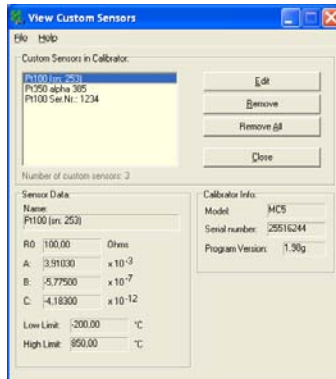 View Custom Sensors
File Help
Custom Sensors in Calibrator:
Pt100 (sn: 253)
Pt350 alpha 385
Pt100 Ser.Nr.: 1234
Edit
Remove
Remove All
Close
Number of custom sensors: 3
Sensor Data:
Name:
Pt100 (sn: 253)
R0: 100,00 Ohms
A: 3,91030 x 10-3
B: -5,77500 x 10-7
C: -4,18300 x 10-12
Low Limit: -200,00 °C
High Limit: 850,00 °C
Calibrator Info:
Model: MC5
Serial number: 25516244
Program Version: 1.98g